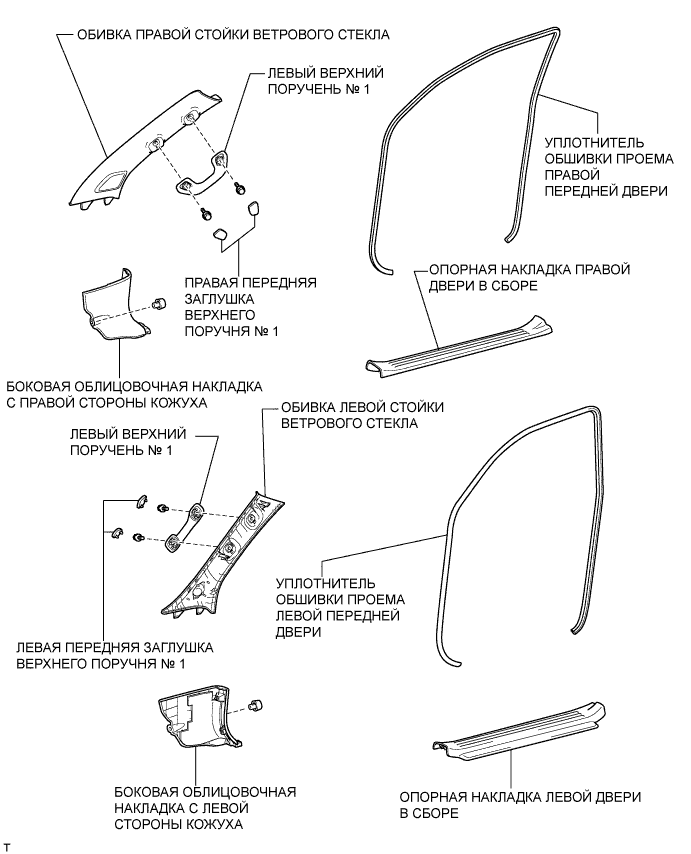 ОБИВКА ПРАВОЙ СТОЙКИ ВЕТРОВОГО СТЕКЛА
ЛЕВЫЙ ВЕРХНИЙ
ПОРУЧЕНЬ № 1
УПЛОТНИТЕЛЬ
ОБШИВКИ ПРОЕМА
ПРАВОЙ
ПЕРЕДНЕЙ ДВЕРИ
ПРАВАЯ ПЕРЕДНЯЯ
ЗАГЛУШКА
ВЕРХНЕГО
ПОРУЧНЯ № 1
ОПОРНАЯ НАКЛАДКА ПРАВОЙ
ДВЕРИ В СБОРЕ
БОКОВАЯ ОБЛИЦОВОЧНАЯ НАКЛАДКА
С ПРАВОЙ СТОРОНЫ КОЖУХА
ОБИВКА ЛЕВОЙ СТОЙКИ
ВЕТРОВОГО СТЕКЛА
ЛЕВЫЙ ВЕРХНИЙ
ПОРУЧЕНЬ № 1
УПЛОТНИТЕЛЬ
ОБШИВКИ ПРОЕМА
ЛЕВОЙ ПЕРЕДНЕЙ
ДВЕРИ
ЛЕВАЯ ПЕРЕДНЯЯ ЗАГЛУШКА
ВЕРХНЕГО ПОРУЧНЯ № 1
БОКОВАЯ ОБЛИЦОВОЧНАЯ
НАКЛАДКА С ЛЕВОЙ
СТОРОНЫ КОЖУХА
ОПОРНАЯ НАКЛАДКА ЛЕВОЙ ДВЕРИ
В СБОРЕ
T